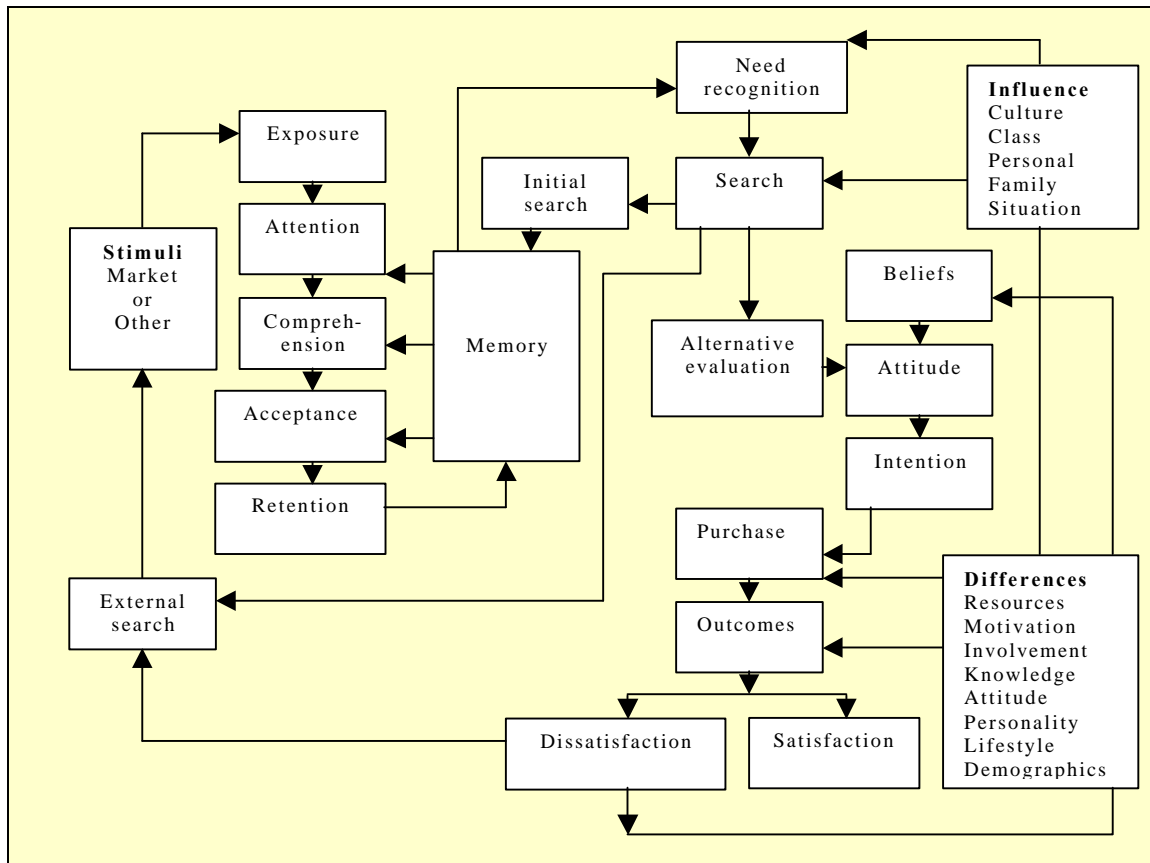 Need
recognition
Influence
Culture
Class
Personal
Family
Situation
Exposure
Initial
search
Search
Attention
Stimuli
Market
or
Other
Beliefs
Compreh-
ension
Memory
Alternative
evaluation
Attitude
Acceptance
Intention
Retention
Purchase
External
search
Differences
Resources
Motivation
Involvement
Knowledge
Attitude
Personality
Lifestyle
Demographics
Outcomes
Dissatisfaction
Satisfaction